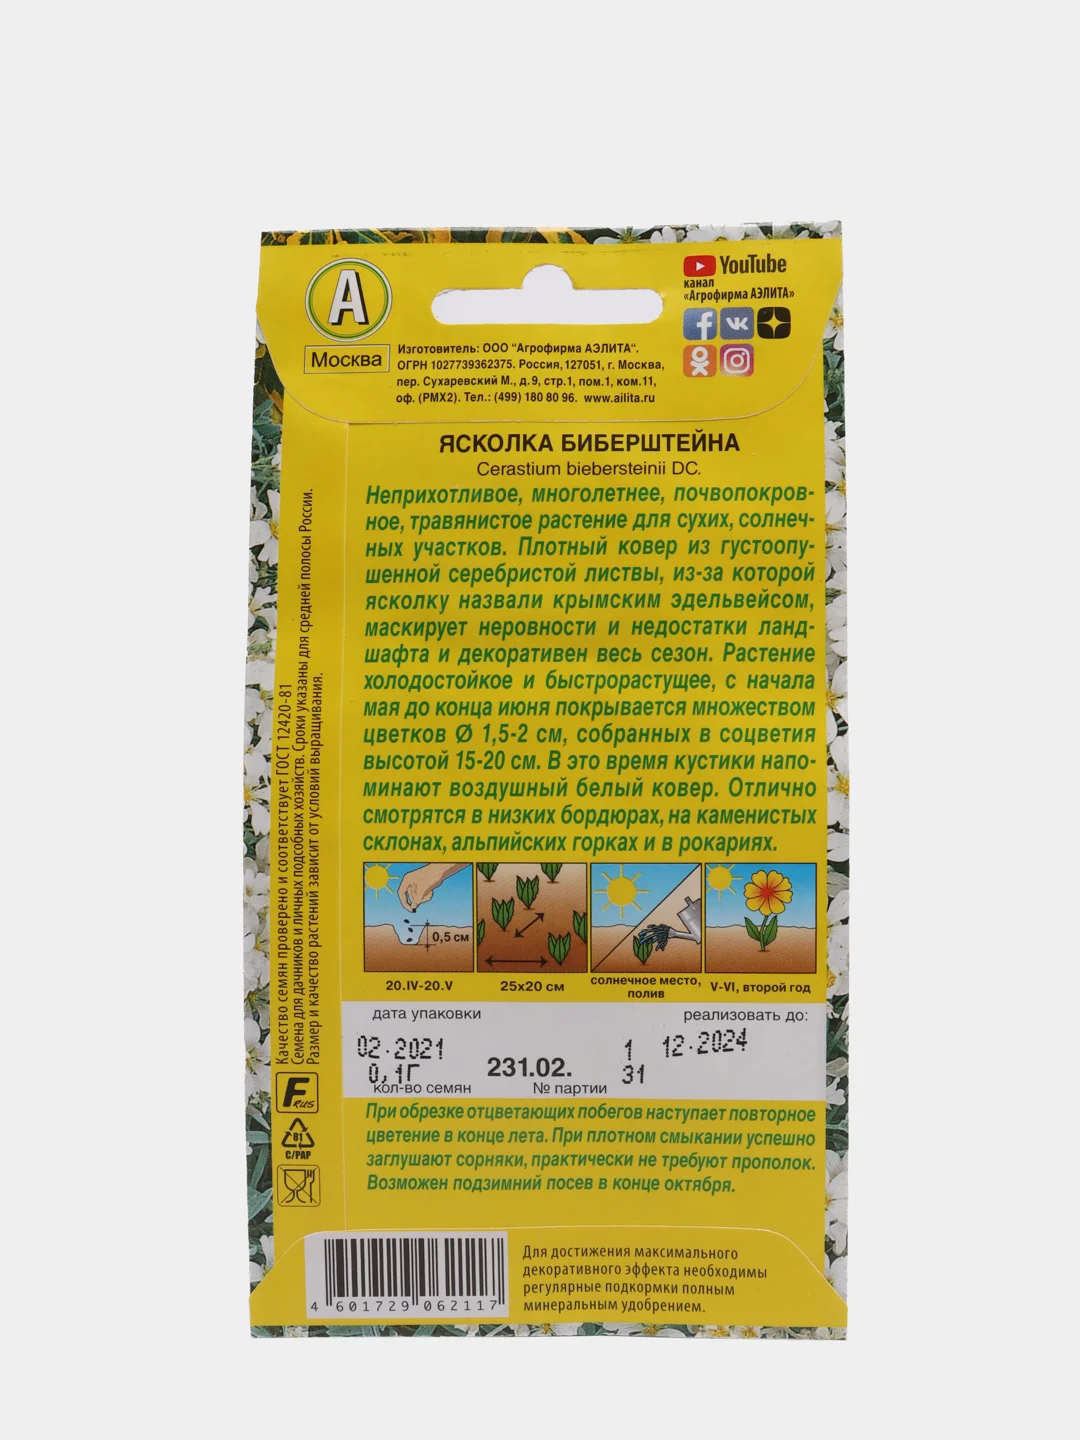 YouTube
канал
«Агрофирма АЭЛИТА»
А
Москва
Изготовитель: ООО "Агрофирма АЭЛИТА".
ОГРН 1027739362375. Россия, 127051, г. Москва,
пер. Сухаревский М., д.9, стр.1, пом.1, ком.11,
оф. (РМХ2). Тел.: (499) 180 80 96. www.ailita.ru
ЯСКОЛКА БИБЕРШТЕЙНА
Cerastium biebersteinii DC.
Неприхотливое, многолетнее, почвопокров-
ное, травянистое растение для сухих, солнеч-
ных участков. Плотный ковер из густоопу-
шенной серебристой листвы, из-за которой
ясколку назвали крымским эдельвейсом,
маскирует неровности и недостатки ланд-
шафта и декоративен весь сезон. Растение
холодостойкое и быстрорастущее, с начала
мая до конца июня покрывается множеством
цветков Ø 1,5-2 см, собранных в соцветия
высотой 15-20 см. В это время кустики напо-
минают воздушный белый ковер. Отлично
смотрятся в низких бордюрах, на каменистых
склонах, альпийских горках и в рокариях.
0,5 см
20.IV-20.V
25х20 см
солнечное место,
полив
V-VI, второй год
дата упаковки
реализовать до:
02.2021
231.02.
1
12.2024
0,1Г
31
кол-во семян
№ партии
При обрезке отцветающих побегов наступает повторное
цветение в конце лета. При плотном смыкании успешно
заглушают сорняки, практически не требуют прополок.
Возможен подзимний посев в конце октября.
Качество семян проверено и соответствует ГОСТ 12420-81
Семена для дачников и личных подсобных хозяйств. Сроки указаны для средней полосы России.
Размер и качество растений зависит от условий выращивания.
F RUS
81
C/PAP
4 601729 062117
Для достижения максимального
декоративного эффекта необходимы
регулярные подкормки полным
минеральным удобрением.